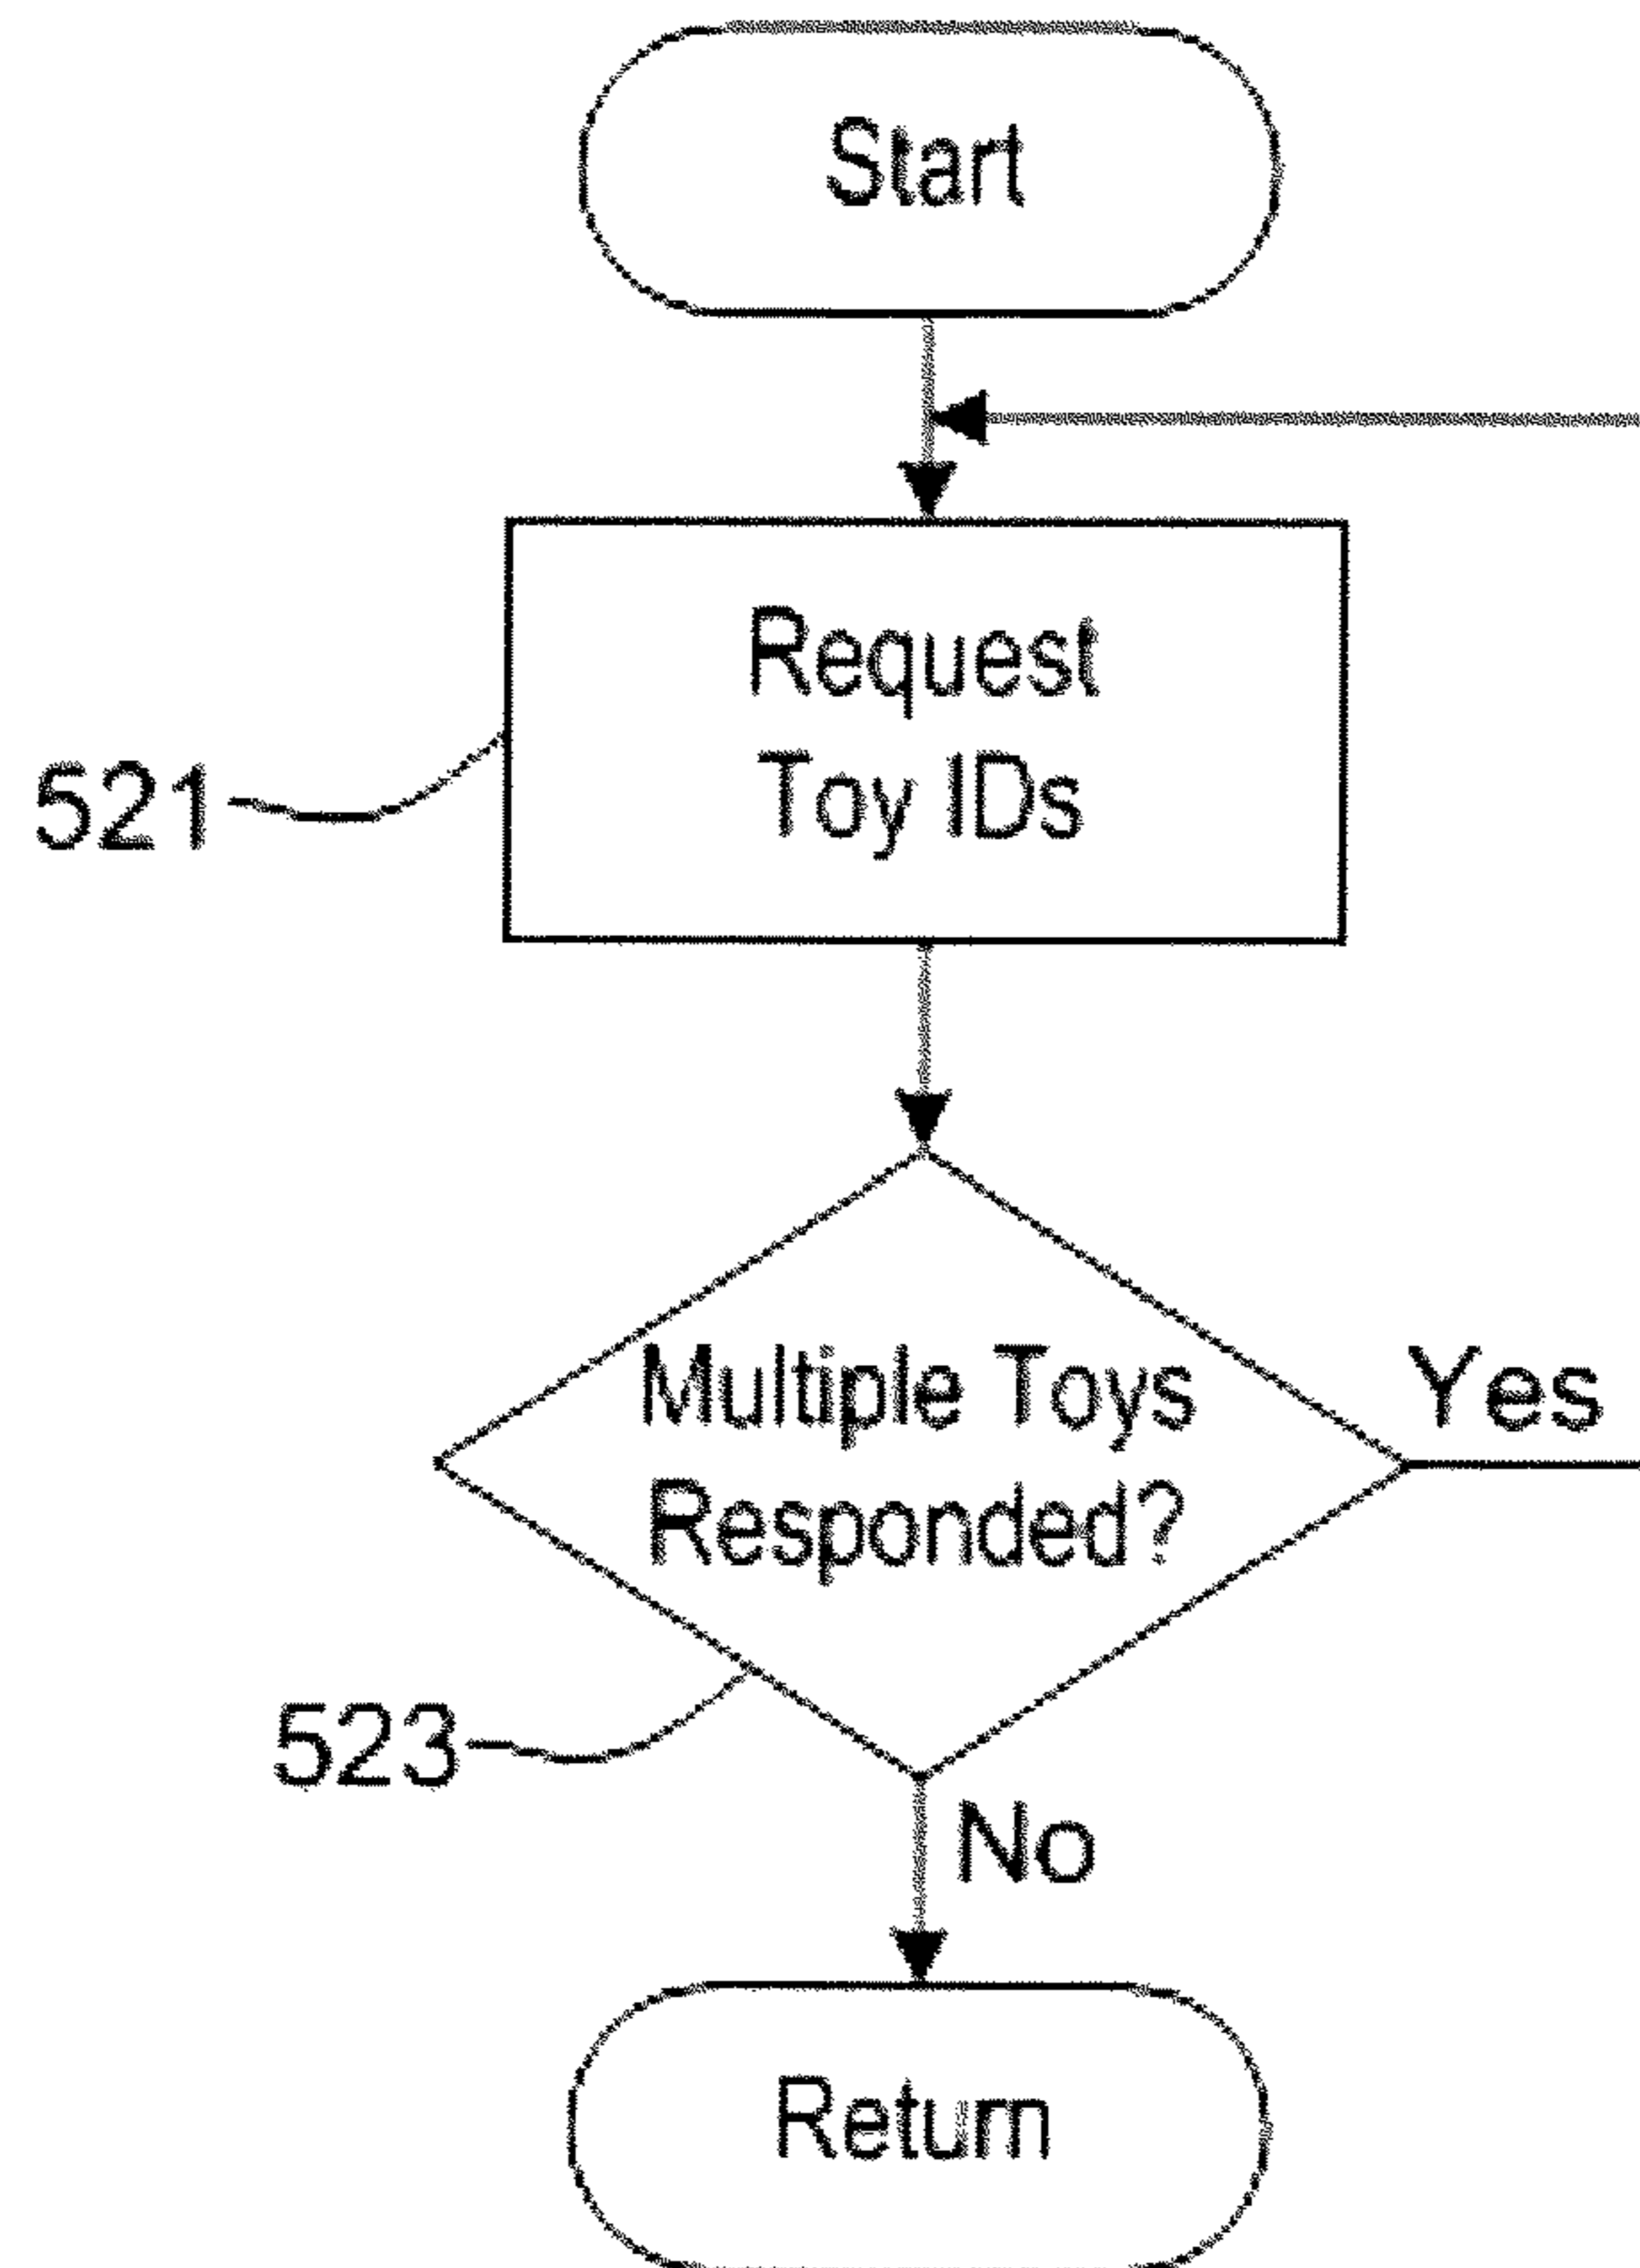 Start
Request
Toy IDs
521
Multiple Toys
Responded?
Yes
523
No
Return